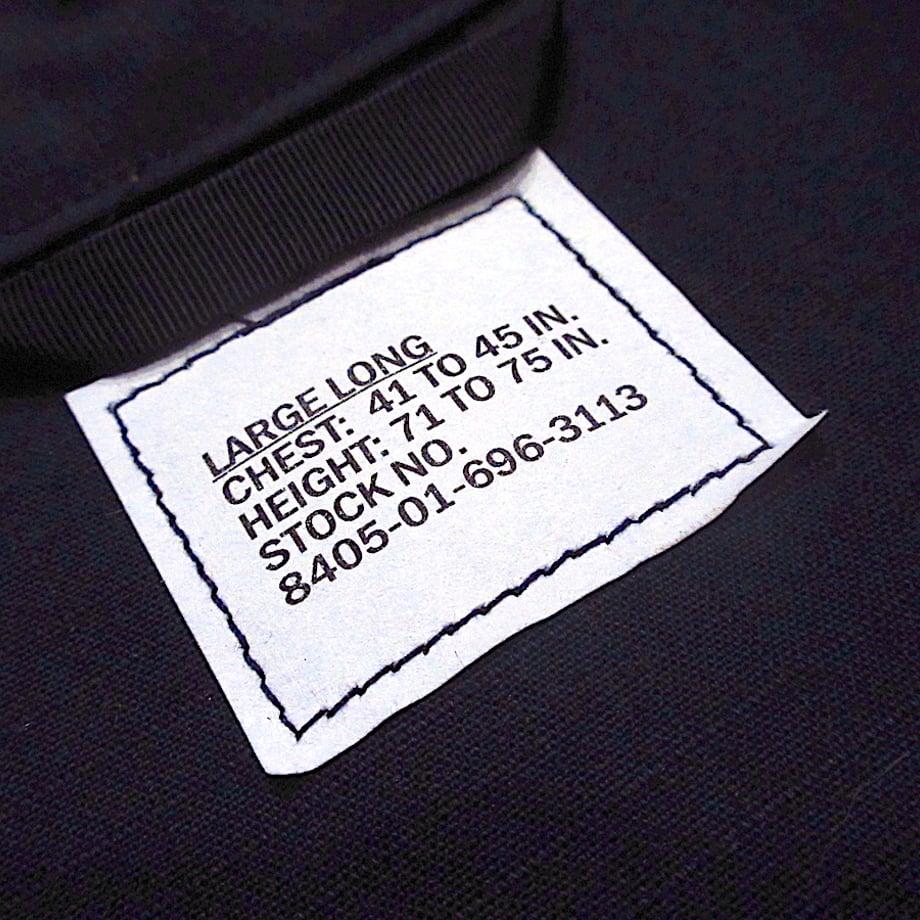 LARGE LONG
CHEST: 41 TO 45 IN.
HEIGHT: 71 TO 75 IN.
STOCK NO.
8405-01-696-3113